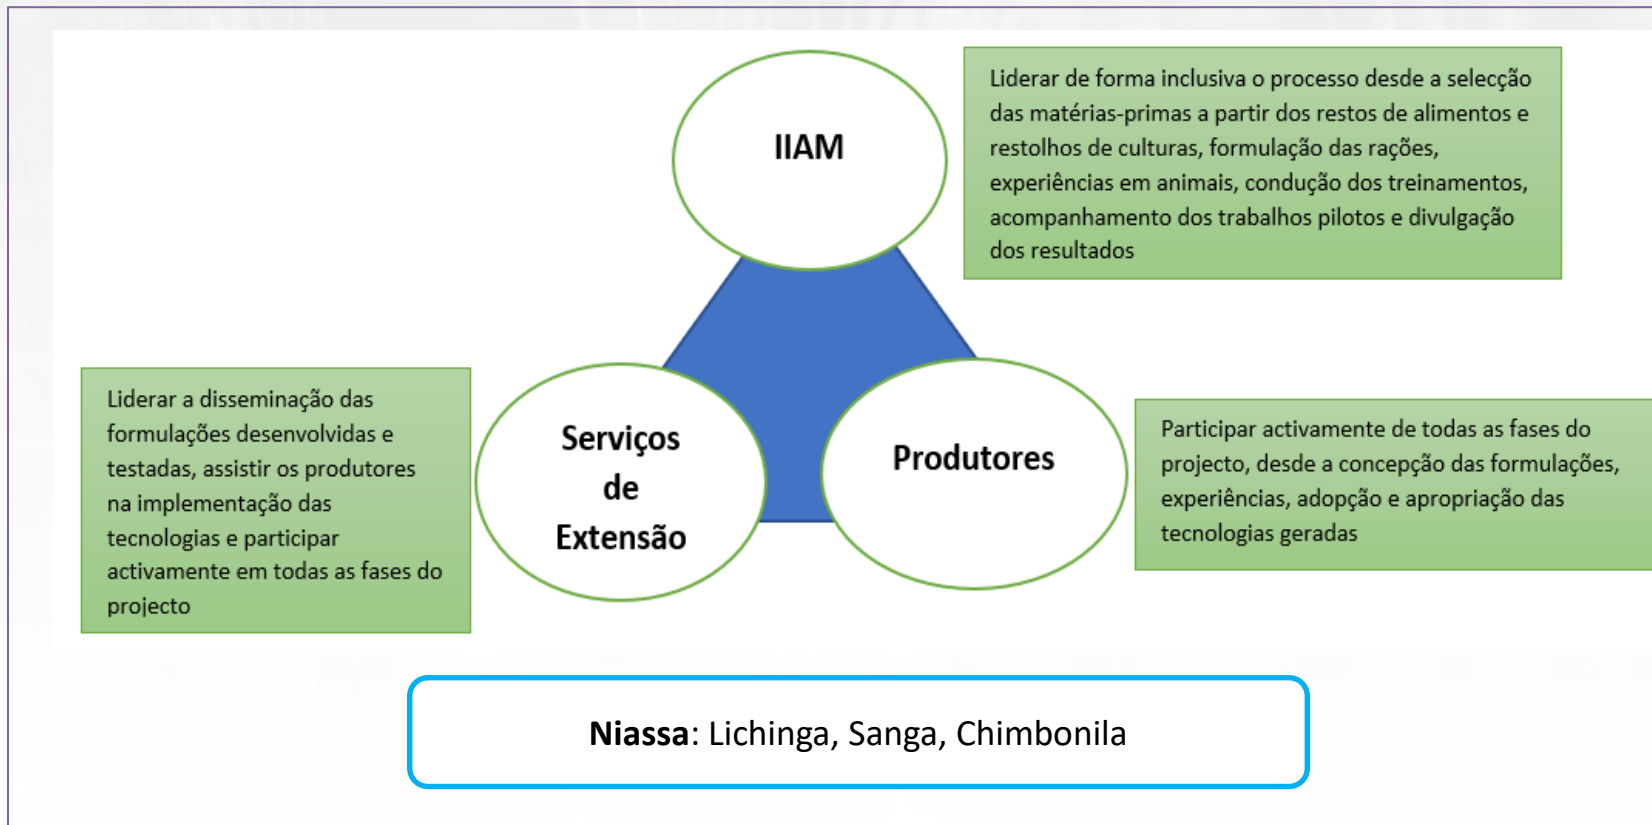 IIAM
Liderar de forma inclusiva o processo desde a selecção
das matérias-primas a partir dos restos de alimentos e
restolhos de culturas, formulação das rações,
experiências em animais, condução dos treinamentos,
acompanhamento dos trabalhos pilotos e divulgação
dos resultados
Liderar a disseminação das
formulações desenvolvidas e
testadas, assistir os produtores
na implementação das
tecnologias e participar
activamente em todas as fases do
projecto
Serviços
de
Extensão
Produtores
Participar activamente de todas as fases do
projecto, desde a concepção das formulações,
experiências, adopção e apropriação das
tecnologias geradas
Niassa: Lichinga, Sanga, Chimbonila